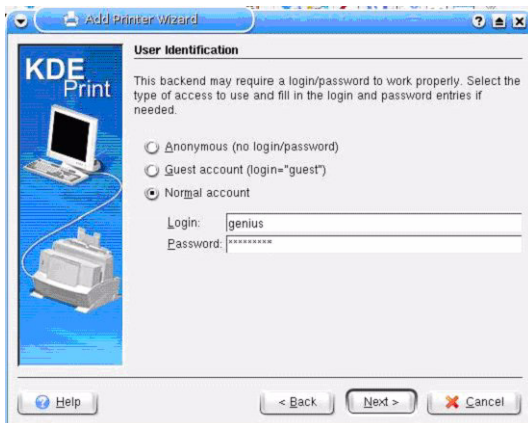 Add Printer Wizard
KDE
Print
User Identification
This backend may require a login/password to work properly. Select the
type of access to use and fill in the login and password entries if
needed.
Anonymous (no login/password)
Guest account (login="guest")
Normal account
Login: genius
Password: *********
Help
< Back
Next >
Cancel